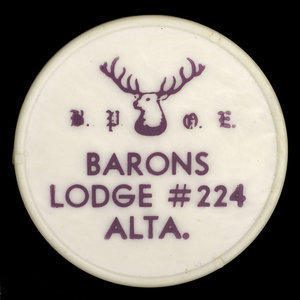 B. P. O. E.
BARONS
LODGE #224
ALTA.